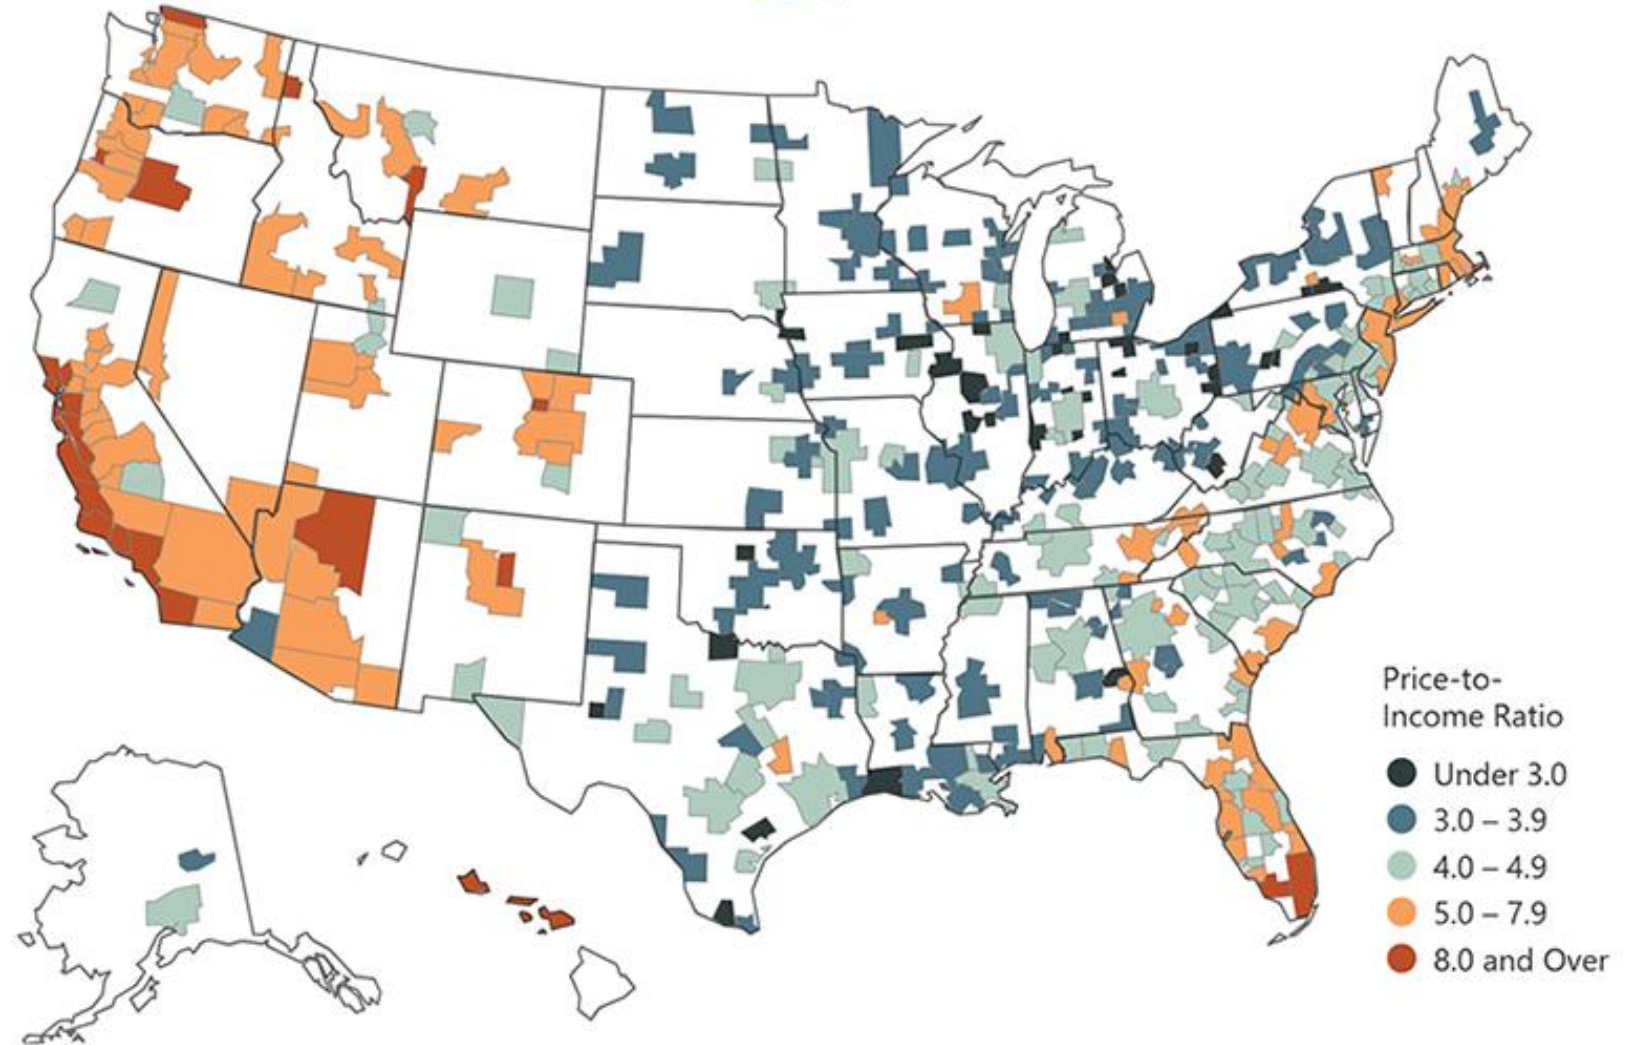 Price-to-
Income Ratio
Under 3.0
3.0 – 3.9
4.0 – 4.9
5.0 – 7.9
8.0 and Over